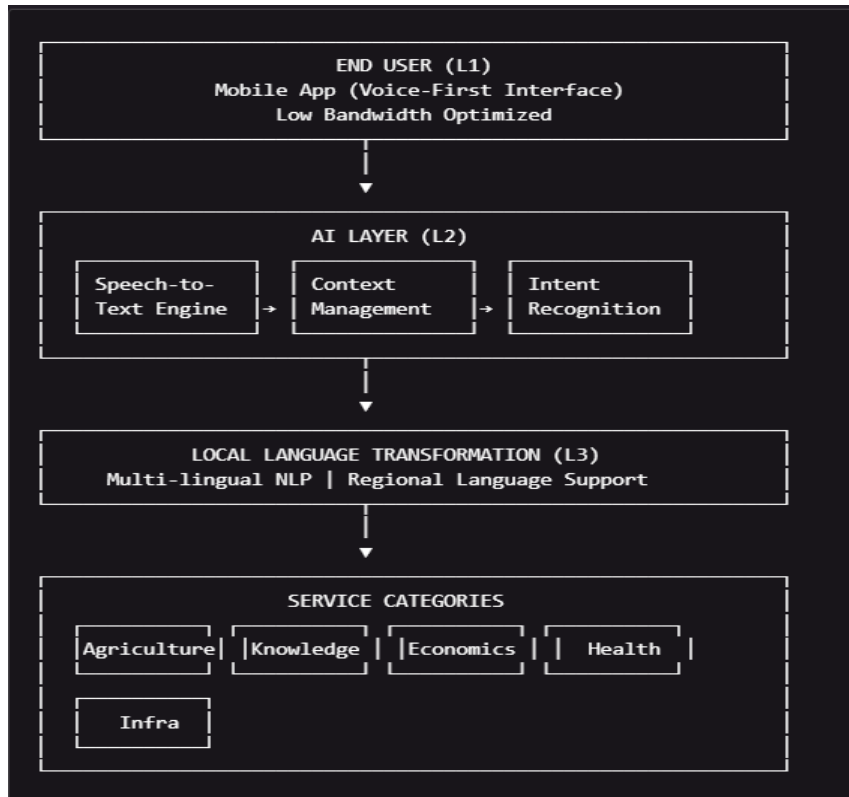 END USER (L1)
Mobile App (Voice-First Interface)
Low Bandwidth Optimized
AI LAYER (L2)
Speech-to-
Text Engine
→
Context
Management
→
Intent
Recognition
LOCAL LANGUAGE TRANSFORMATION (L3)
Multi-lingual NLP | Regional Language Support
SERVICE CATEGORIES
Agriculture
Knowledge
Economics
Health
Infra